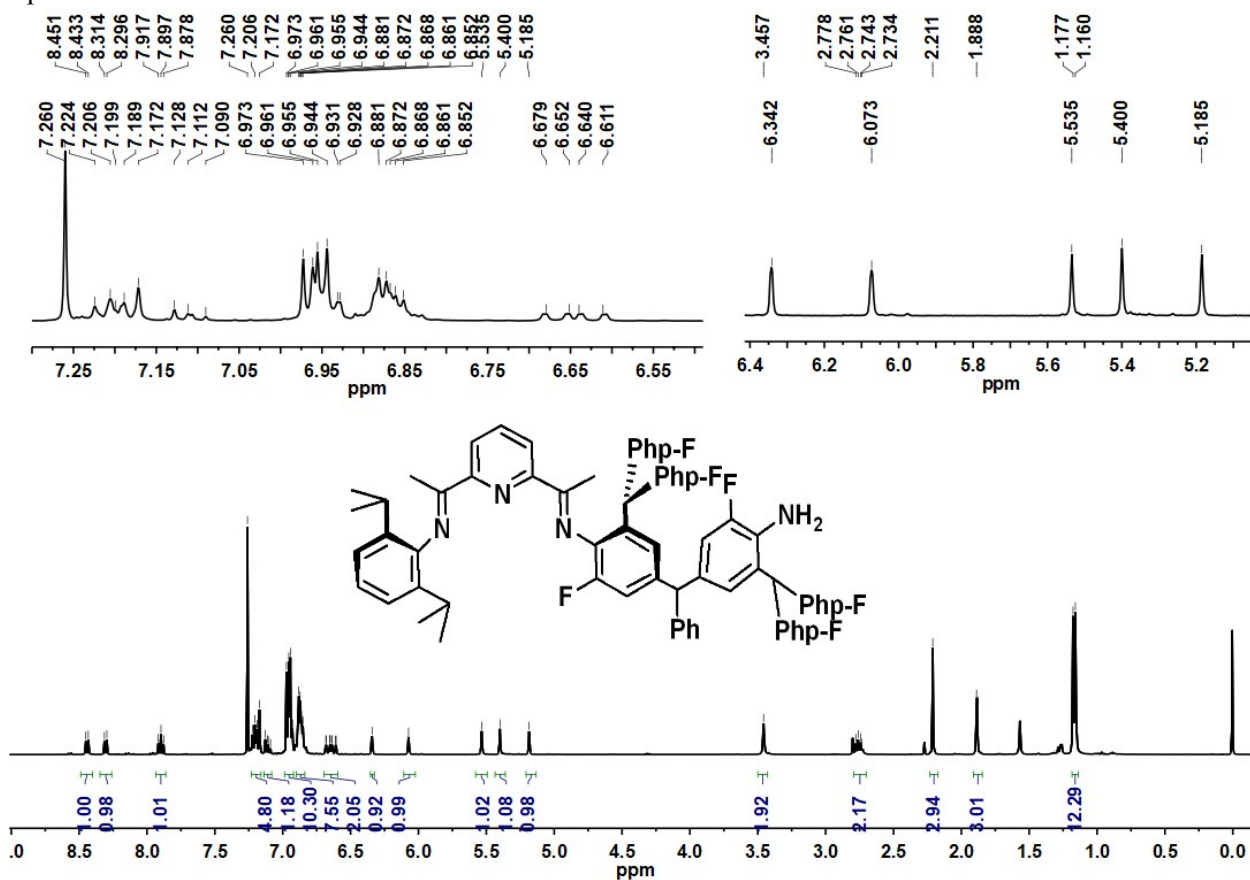 8.451 8.433 8.314 8.296 7.917 7.897 7.878 7.260 7.206 7.172 6.973 6.961 6.955 6.944 6.881 6.872 6.868 6.861 6.852 5.535 5.400 5.185 3.457 2.778 2.761 2.743 2.734 2.211 1.888 1.177 1.160
7.260 7.224 7.206 7.199 7.189 7.172 7.128 7.112 7.090 6.973 6.961 6.955 6.944 6.931 6.928 6.881 6.872 6.868 6.861 6.852 6.679 6.652 6.640 6.611
6.342 6.073 5.535 5.400 5.185
7.25 7.15 7.05 6.95 6.85 6.75 6.65 6.55
ppm
6.4 6.2 6.0 5.8 5.6 5.4 5.2
ppm
Php-F
Php-F
F
NH2
N
N
N
F
Ph
Php-F
Php-F
1.00 0.98 1.01 4.80 1.18 10.30 7.55 2.05 0.92 0.99 1.02 1.08 0.98 1.92 2.17 2.94 3.01 12.29
.0 8.5 8.0 7.5 7.0 6.5 6.0 5.5 5.0 4.5 4.0 3.5 3.0 2.5 2.0 1.5 1.0 0.5 0.0
ppm